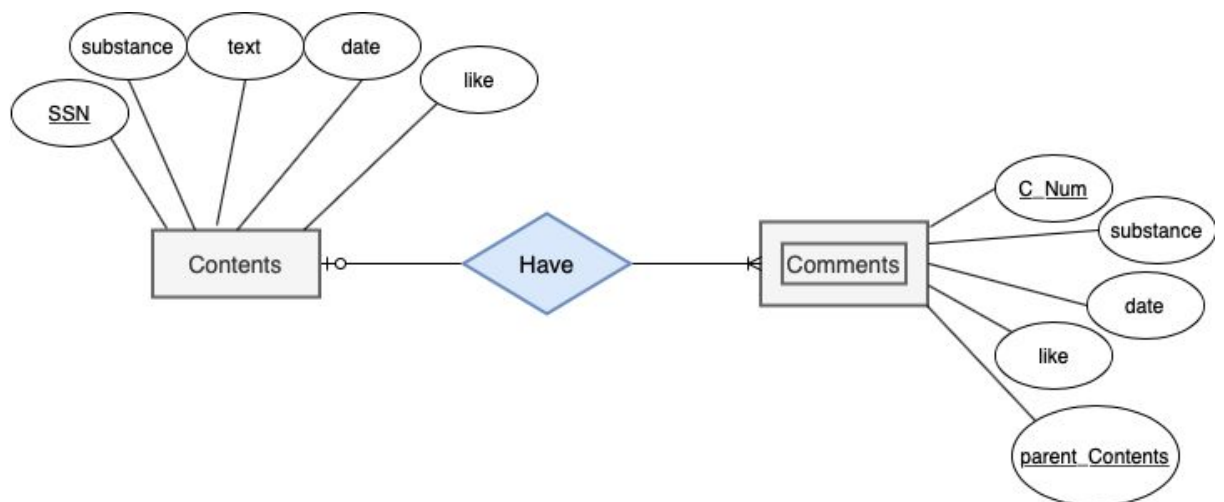 substance
text
date
like
SSN
C_Num
substance
Contents
Have
Comments
date
like
parent_Contents